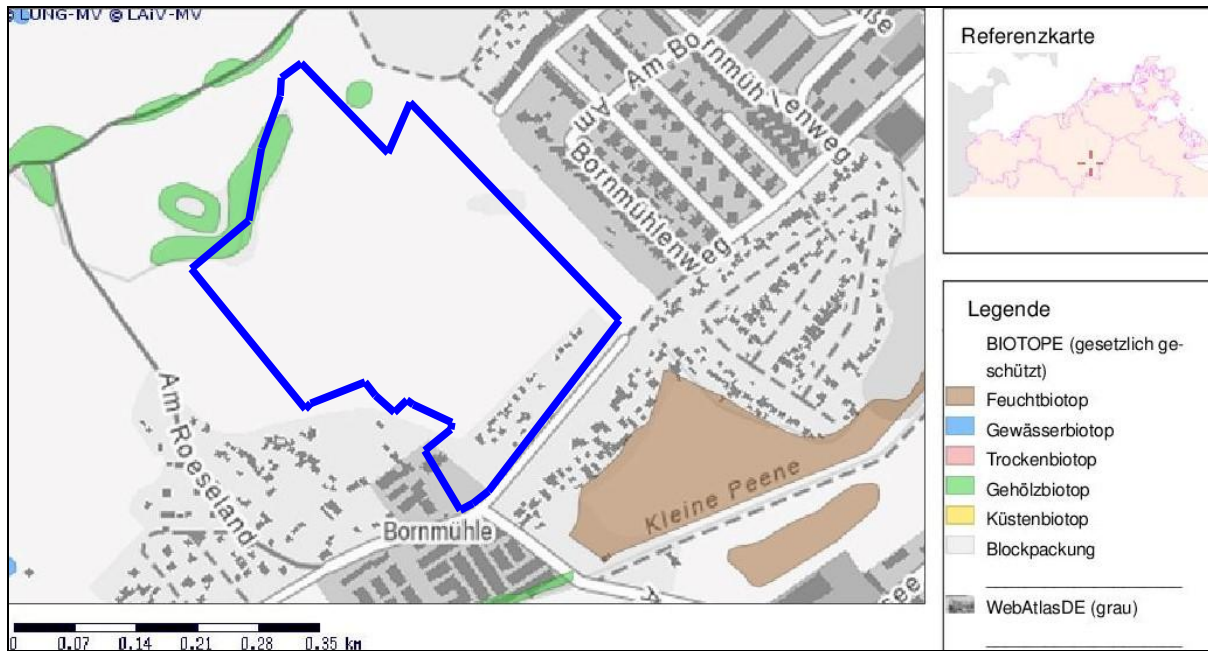 LUNG-MV © LAiV-MV
Am Bornmühlenweg
Am
Bornmühlenweg
Am-Roeseland
Bornmühle
Kleine Peene
0 0.07 0.14 0.21 0.28 0.35 km
Referenzkarte
Legende
BIOTOPE (gesetzlich ge-
schützt)
Feuchtbiotop
Gewässerbiotop
Trockenbiotop
Gehölzbiotop
Küstenbiotop
Blockpackung
WebAtlasDE (grau)